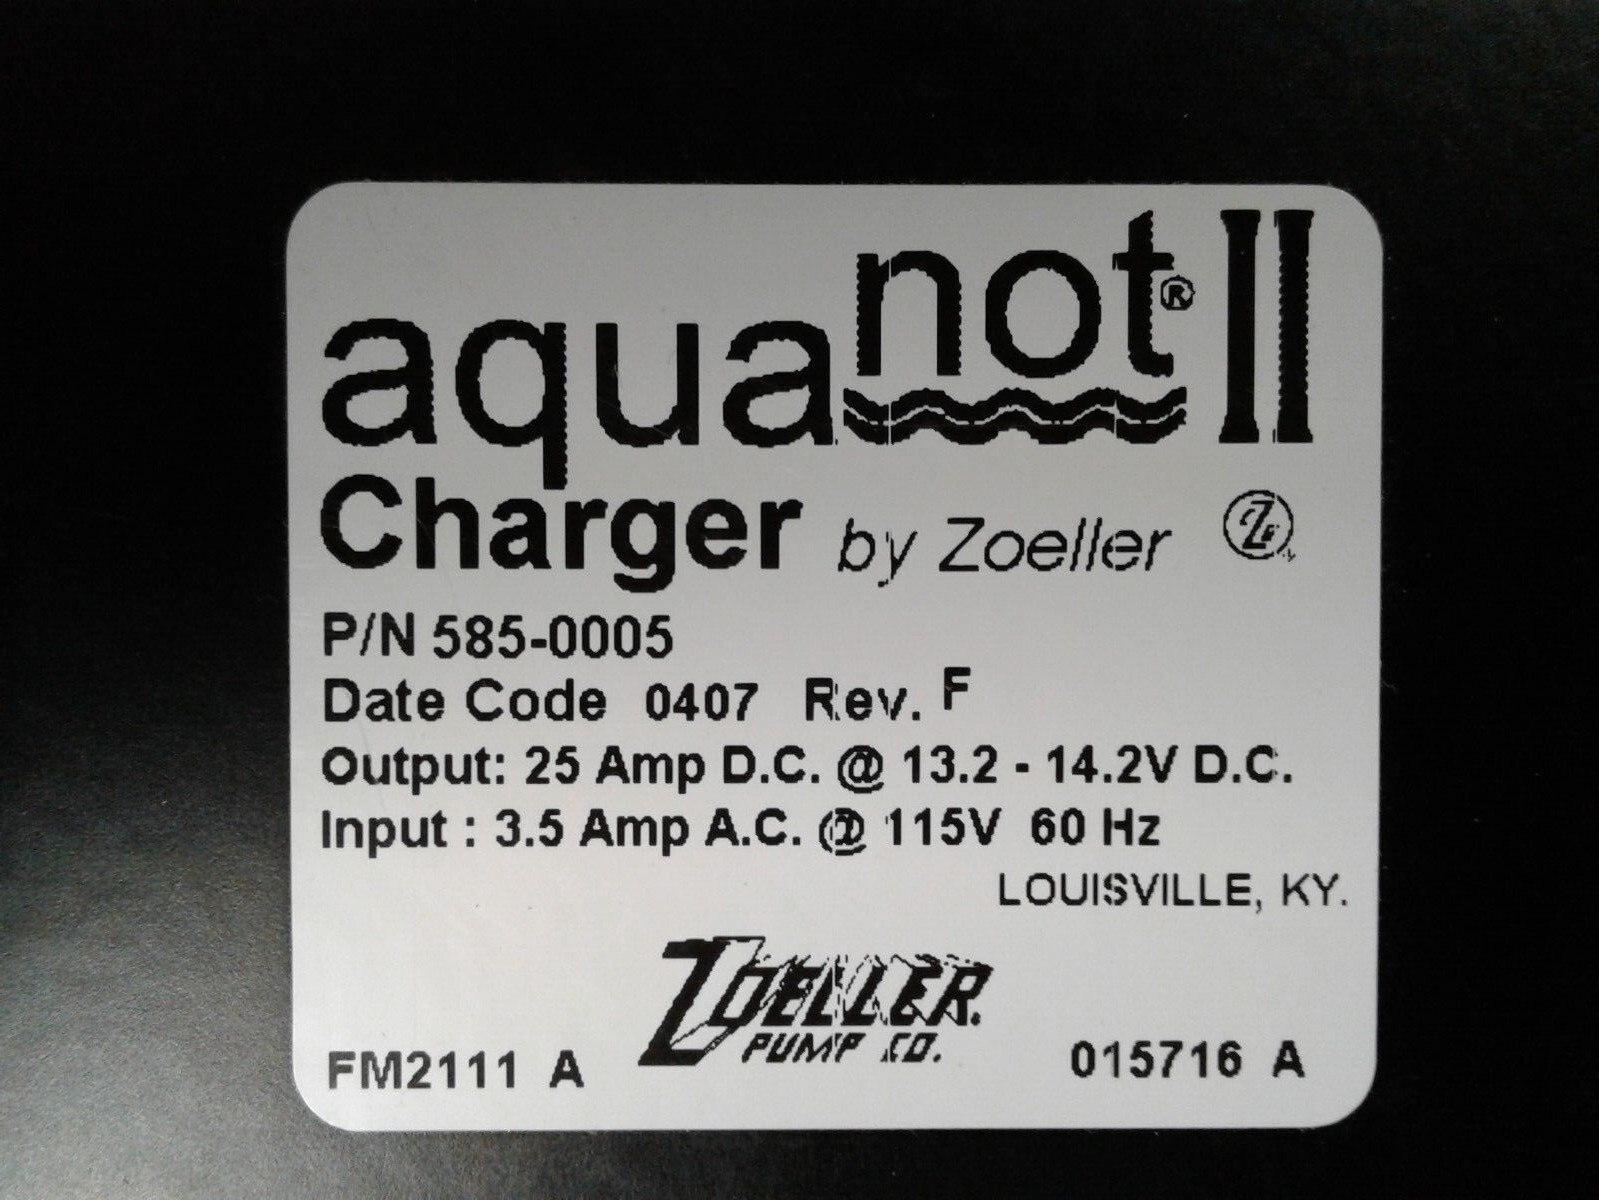 aquanot® II
Charger by Zoeller
P/N 585-0005
Date Code 0407 Rev. F
Output: 25 Amp D.C. @ 13.2 - 14.2V D.C.
Input : 3.5 Amp A.C. @ 115V 60 Hz
LOUISVILLE, KY.
ZOELLER
PUMP CO.
FM2111 A
015716 A